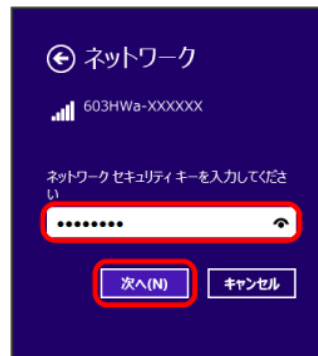 ネットワーク
603HWa-XXXXXX
ネットワーク セキュリティ キーを入力してくださ
い
••••••••
次へ(N)
キャンセル